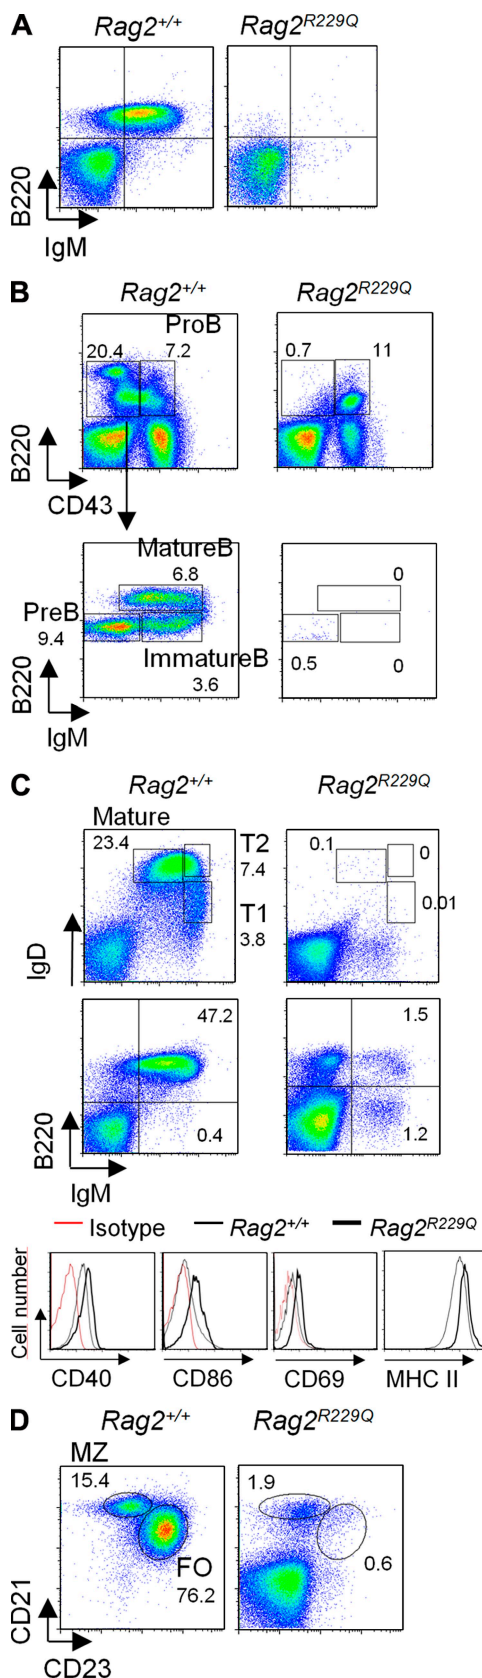 A
Rag2+/+ Rag2R229Q
B220
IgM
B
Rag2+/+ Rag2R229Q
ProB
20.4 7.2 0.7 11
B220
CD43
MatureB
6.8 0
PreB
9.4
ImmatureB 0.5 0
3.6
B220
IgM
C
Rag2+/+ Rag2R229Q
Mature
23.4 T2 0.1 0
7.4
T1 0.01
3.8
IgD
47.2 1.5
0.4 1.2
B220
IgM
Isotype Rag2+/+ Rag2R229Q
Cell number
CD40 CD86 CD69 MHC II
D
Rag2+/+ Rag2R229Q
MZ
15.4 1.9
FO 0.6
76.2
CD21
CD23